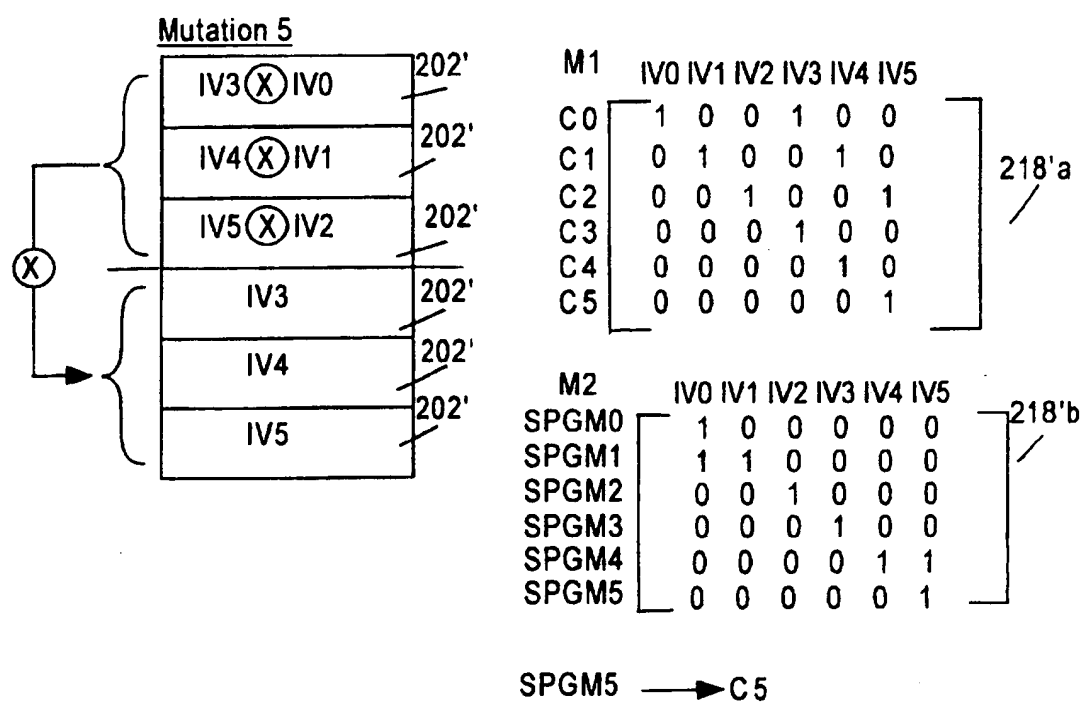 Mutation 5
IV3 X IV0 202'
IV4 X IV1 202'
IV5 X IV2 202'
X
IV3 202'
IV4 202'
IV5 202'
M1 IV0 IV1 IV2 IV3 IV4 IV5
C0 1 0 0 1 0 0
C1 0 1 0 0 1 0
C2 0 0 1 0 0 1
C3 0 0 0 1 0 0
C4 0 0 0 0 1 0
C5 0 0 0 0 0 1
218'a
M2 IV0 IV1 IV2 IV3 IV4 IV5
SPGM0 1 0 0 0 0 0
SPGM1 1 1 0 0 0 0
SPGM2 0 0 1 0 0 0
SPGM3 0 0 0 1 0 0
SPGM4 0 0 0 0 1 1
SPGM5 0 0 0 0 0 1
218'b
SPGM5 → C5